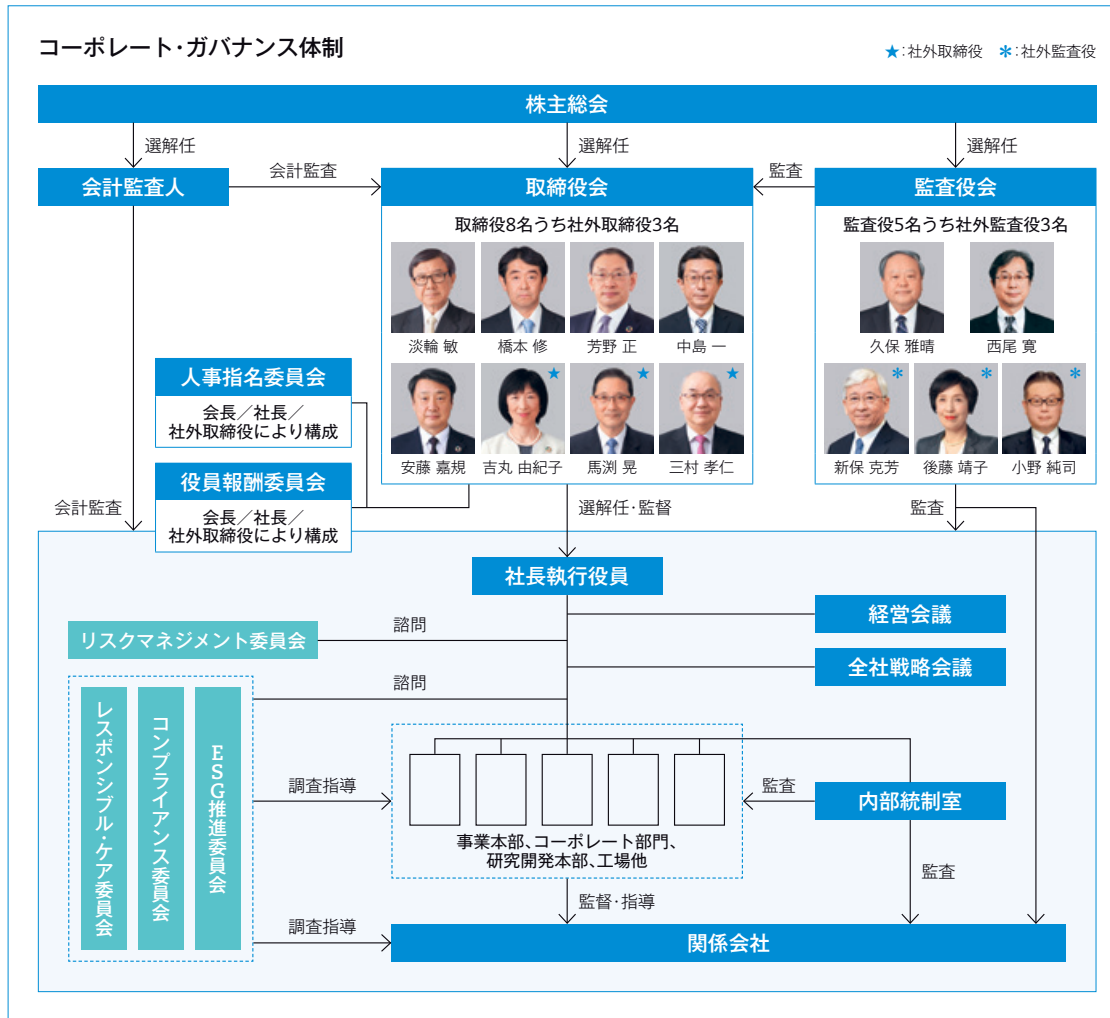 コーポレート・ガバナンス体制
★:社外取締役 ＊:社外監査役
株主総会
選解任
選解任
選解任
会計監査人
会計監査
取締役会
監査
監査役会
取締役8名うち社外取締役3名
監査役5名うち社外監査役3名
淡輪 敏
橋本 修
芳野 正
中島 一
久保 雅晴
西尾 寛
★
★
★
＊
＊
＊
安藤 嘉規
吉丸 由紀子
馬渕 晃
三村 孝仁
新保 克芳
後藤 靖子
小野 純司
人事指名委員会
会長／社長／
社外取締役により構成
役員報酬委員会
会長／社長／
社外取締役により構成
会計監査
選解任・監督
監査
社長執行役員
経営会議
諮問
リスクマネジメント委員会
全社戦略会議
諮問
レスポンシブル・ケア委員会
コンプライアンス委員会
ESG推進委員会
調査指導
事業本部、コーポレート部門、
研究開発本部、工場他
監査
内部統制室
監督・指導
監査
調査指導
関係会社